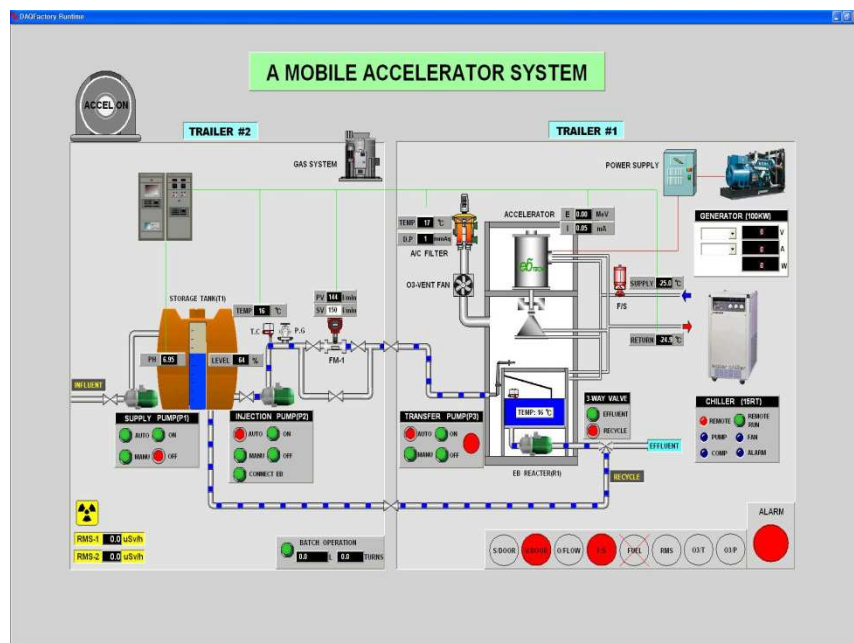 DAQFactory Runtime
A MOBILE ACCELERATOR SYSTEM
ACCEL ON
TRAILER #2
TRAILER #1
GAS SYSTEM
POWER SUPPLY
ACCELERATOR
E 0.00 MeV
I 0.05 mA
TEMP 17 ℃
D.P 1 mmAq
A/C FILTER
O3-VENT FAN
GENERATOR (100KW)
0 V
0 A
0 W
F/S
SUPPLY -25.0 ℃
RETURN -24.9 ℃
STORAGE TANK(T1)
TEMP 16 ℃
PV 144 l/min
SV 150 l/min
T.C
P.G
FM-1
PH 6.95
LEVEL 64 %
INFLUENT
SUPPLY PUMP(P1)
AUTO ON
MANU OFF
INJECTION PUMP(P2)
AUTO ON
MANU OFF
CONNECT EB
TRANSFER PUMP(P3)
AUTO ON
MANU OFF
TEMP: 16 ℃
EB REACTER(R1)
3-WAY VALVE
EFFLUENT
RECYCLE
EFFLUENT
RECYCLE
CHILLER (15RT)
REMOTE REMOTE RUN
PUMP FAN
COMP ALARM
RMS-1 0.0 uSv/h
RMS-2 0.0 uSv/h
BATCH OPERATION
0.0 L 0.0 TURNS
S/DOOR
O/FLOW
F/S
FUEL
RMS
O3/T
O3/P
ALARM